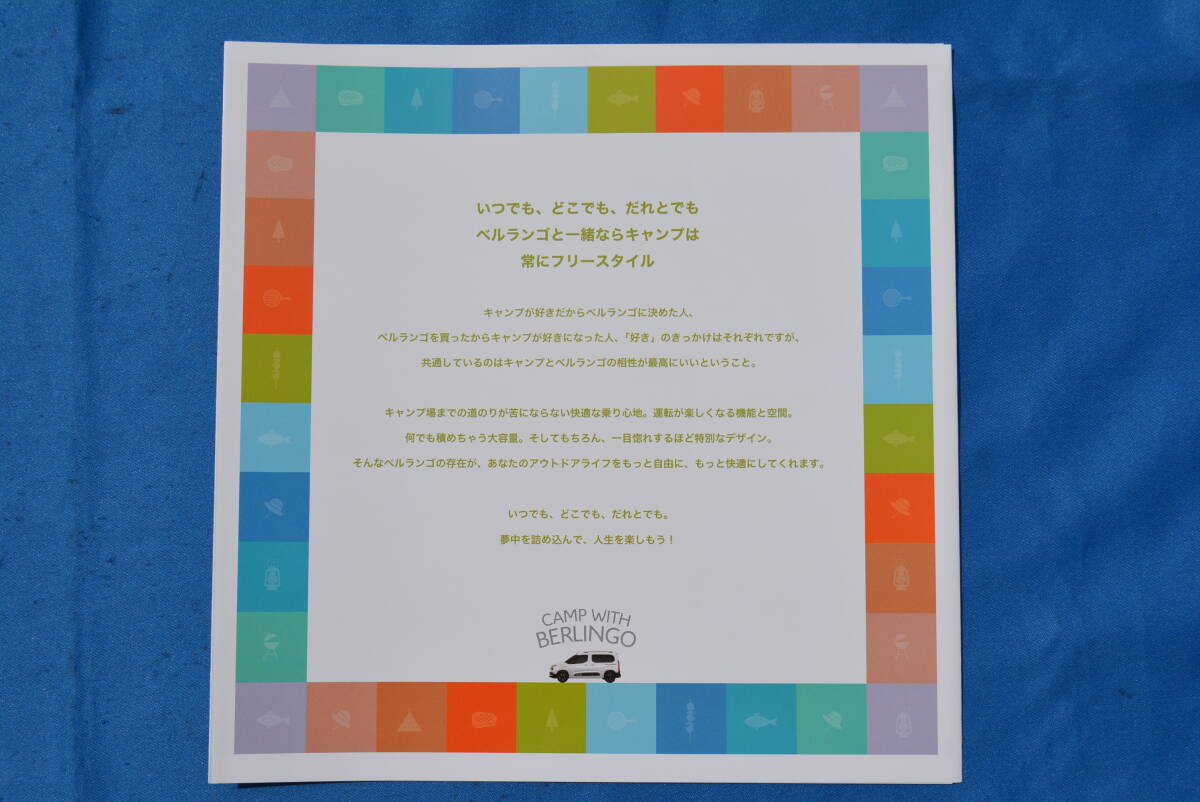 いつでも、どこでも、だれとでも
ベルランゴと一緒ならキャンプは
常にフリースタイル
キャンプが好きだからベルランゴに決めた人、
ベルランゴを買ったからキャンプが好きになった人、「好き」のきっかけはそれぞれですが、
共通しているのはキャンプとベルランゴの相性が最高にいいということ。
キャンプ場までの道のりが苦にならない快適な乗り心地。運転が楽しくなる機能と空間。
何でも積めちゃう大容量。そしてもちろん、一目惚れするほど特別なデザイン。
そんなベルランゴの存在が、あなたのアウトドアライフをもっと自由に、もっと快適にしてくれます。
いつでも、どこでも、だれとでも。
夢中を詰め込んで、人生を楽しもう！
CAMP WITH
BERLINGO